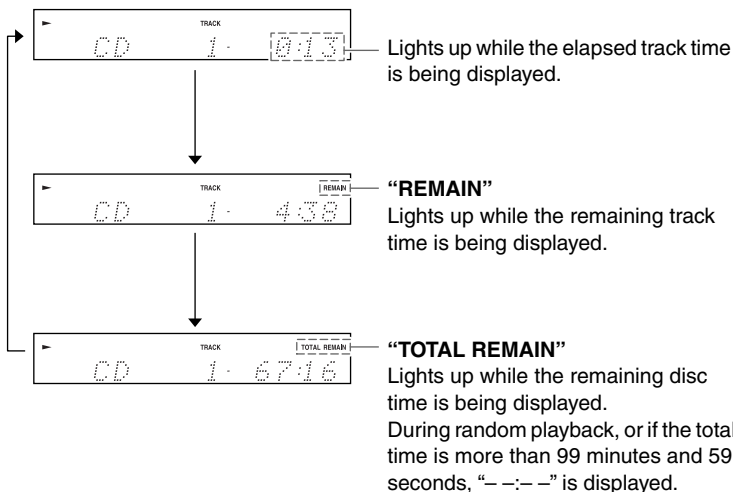 TRACK
CD 1- 0:13
Lights up while the elapsed track time
is being displayed.
TRACK REMAIN
CD 1- 4:38
“REMAIN”
Lights up while the remaining track
time is being displayed.
TRACK TOTAL REMAIN
CD 1- 67:16
“TOTAL REMAIN”
Lights up while the remaining disc
time is being displayed.
During random playback, or if the total
time is more than 99 minutes and 59
seconds, “– –:– –” is displayed.